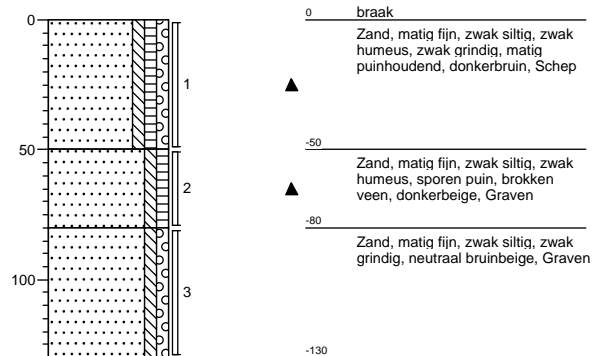 0
50
100
1
2
3
0
braak
Zand, matig fijn, zwak siltig, zwak
humeus, zwak grindig, matig
puinhoudend, donkerbruin, Schep
-50
Zand, matig fijn, zwak siltig, zwak
humeus, sporen puin, brokken
veen, donkerbeige, Graven
-80
Zand, matig fijn, zwak siltig, zwak
grindig, neutraal bruinbeige, Graven
-130